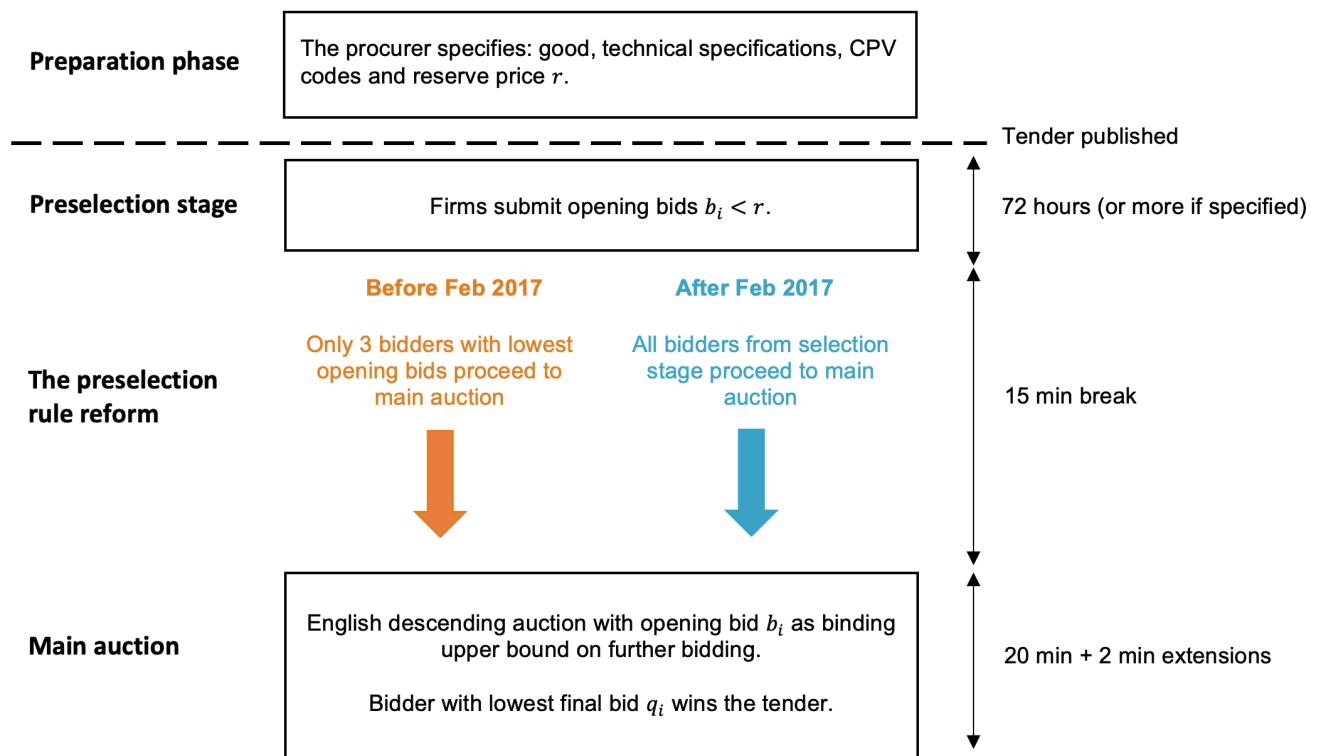 Preparation phase
The procurer specifies: good, technical specifications, CPV
codes and reserve price r.
Tender published
Preselection stage
Firms submit opening bids bᵢ < r.
72 hours (or more if specified)
Before Feb 2017
After Feb 2017
Only 3 bidders with lowest
opening bids proceed to
main auction
All bidders from selection
stage proceed to main
auction
The preselection
rule reform
15 min break
Main auction
English descending auction with opening bid bᵢ as binding
upper bound on further bidding.
Bidder with lowest final bid qᵢ wins the tender.
20 min + 2 min extensions